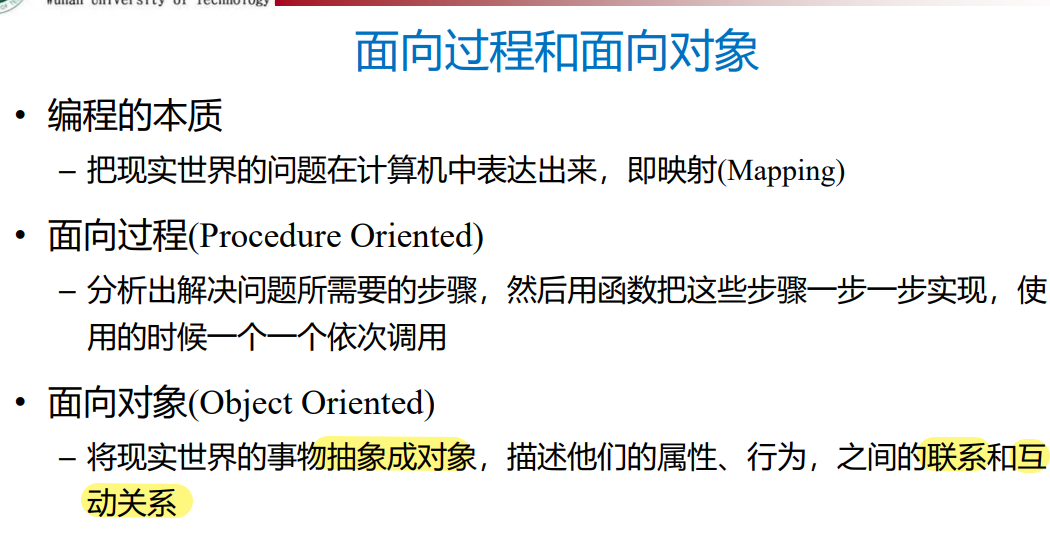 Wuhan University of Technology
面向过程和面向对象
• 编程的本质
– 把现实世界的问题在计算机中表达出来，即映射(Mapping)
• 面向过程(Procedure Oriented)
– 分析出解决问题所需要的步骤，然后用函数把这些步骤一步一步实现，使
用的时候一个一个依次调用
• 面向对象(Object Oriented)
– 将现实世界的事物抽象成对象，描述他们的属性、行为，之间的联系和互
动关系